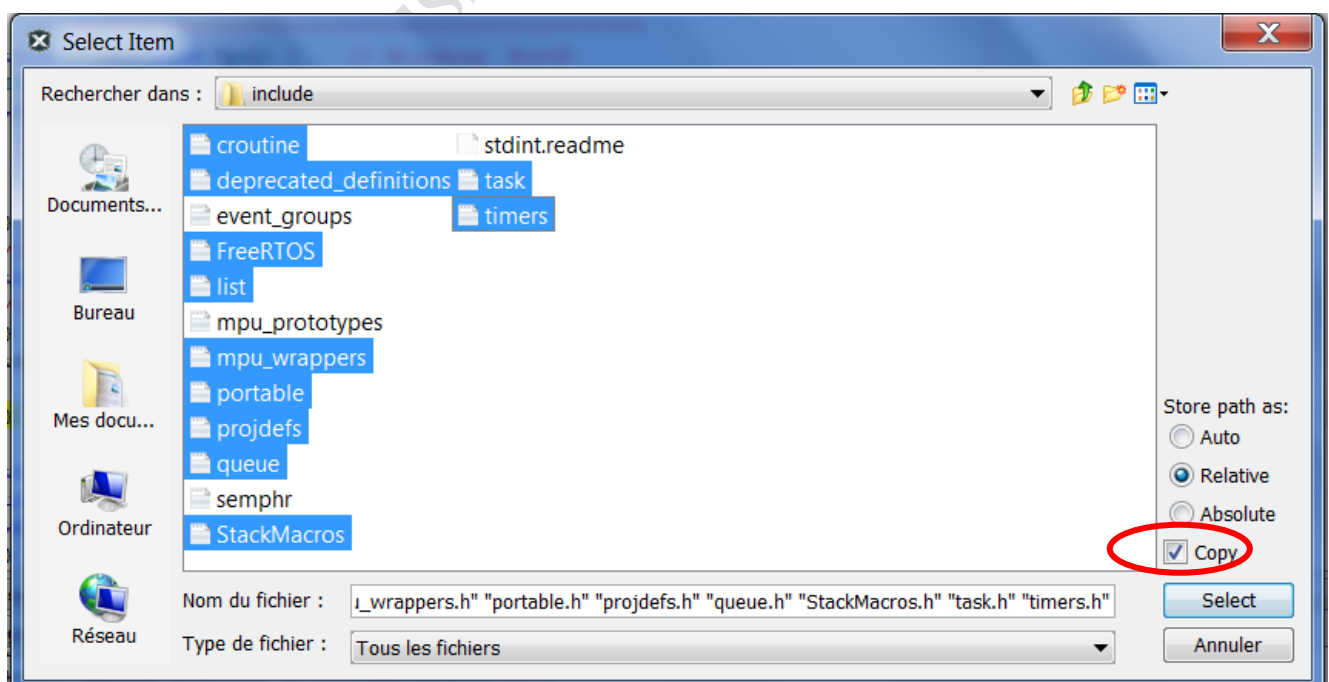 Select Item
Rechercher dans : include
croutine
deprecated_definitions
event_groups
FreeRTOS
list
mpu_prototypes
mpu_wrappers
portable
projdefs
queue
semphr
StackMacros
stdint.readme
task
timers
Documents...
Bureau
Mes docu...
Ordinateur
Réseau
Store path as:
Auto
Relative
Absolute
Copy
Nom du fichier : _wrappers.h" "portable.h" "projdefs.h" "queue.h" "StackMacros.h" "task.h" "timers.h"
Select
Type de fichier : Tous les fichiers
Annuler